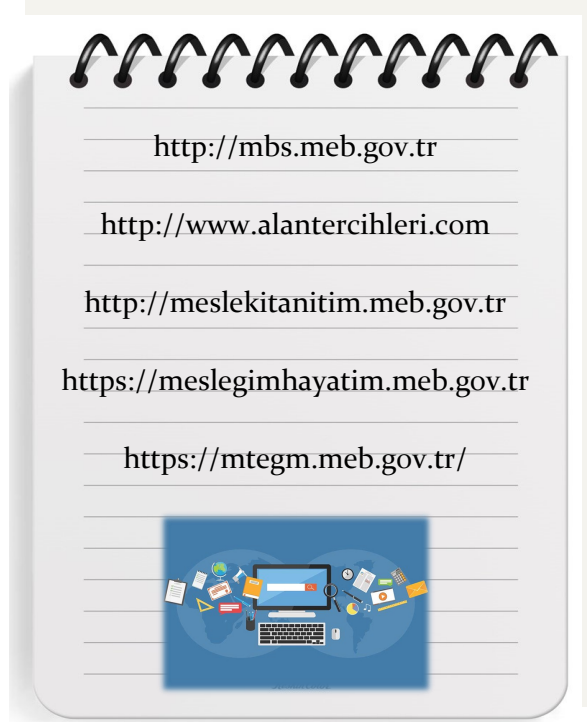 http://mbs.meb.gov.tr
http://www.alantercihleri.com
http://meslekitanitim.meb.gov.tr
https://meslegimhayatim.meb.gov.tr
https://mtegm.meb.gov.tr/